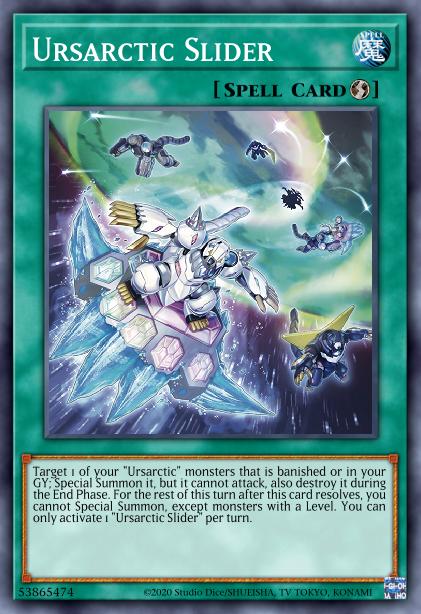 URSARCTIC SLIDER
SPELL
魔
[SPELL CARD]
Target 1 of your "Ursarctic" monsters that is banished or in your
GY; Special Summon it, but it cannot attack, also destroy it during
the End Phase. For the rest of this turn after this card resolves, you
cannot Special Summon, except monsters with a Level. You can
only activate 1 "Ursarctic Slider" per turn.
53865474
©2020 Studio Dice/SHUEISHA, TV TOKYO, KONAMI